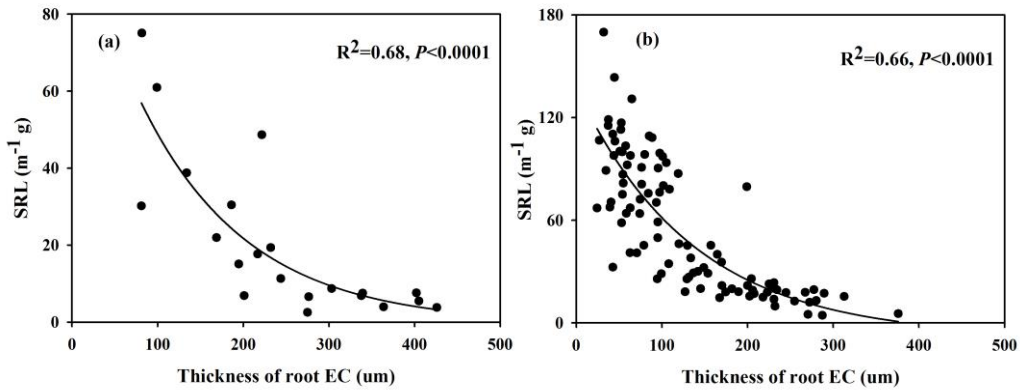 80
60
40
20
0
SRL (m⁻¹ g)
(a)
R²=0.68, P<0.0001
0 100 200 300 400 500
Thickness of root EC (um)
180
120
60
0
SRL (m⁻¹ g)
(b)
R²=0.66, P<0.0001
0 100 200 300 400 500
Thickness of root EC (um)